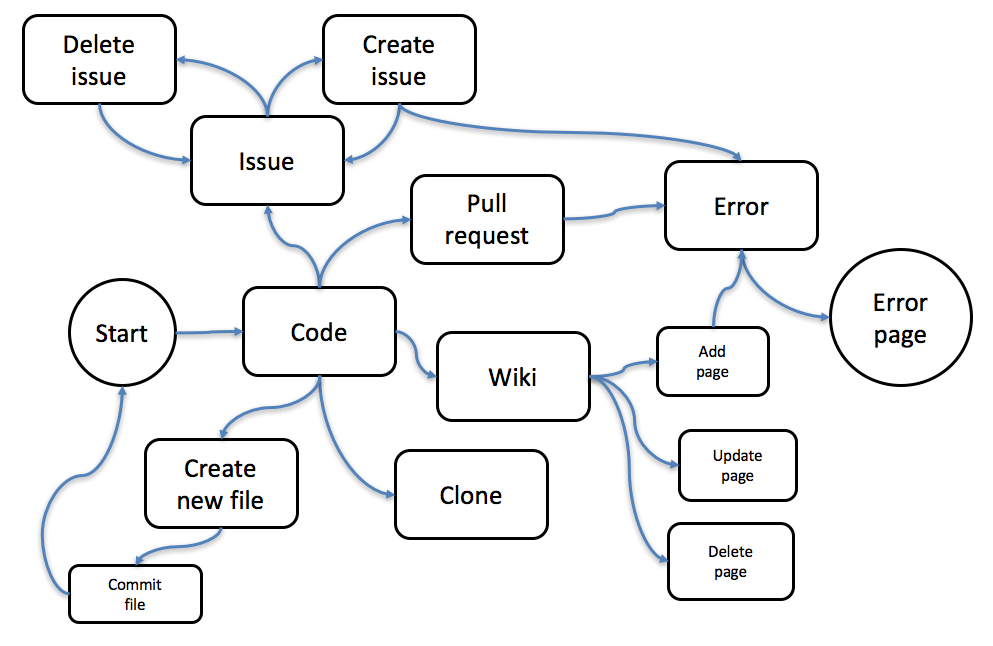 Delete
issue
Create
issue
Issue
Pull
request
Error
Start
Code
Error
page
Wiki
Add
page
Create
new file
Clone
Update
page
Delete
page
Commit
file